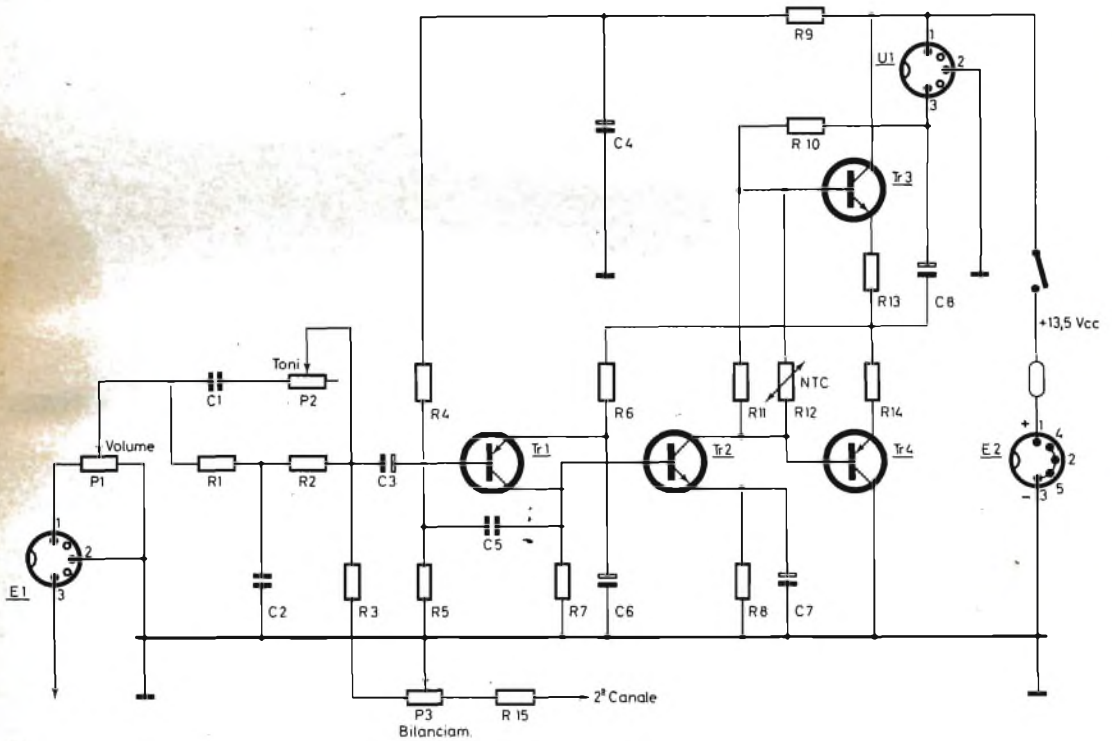 R9
1
U1
2
3
R 10
C4
Tr3
R13
C8
+13,5 Vcc
Toni
C1
P2
R4
R6
R11
NTC
R12
R14
Volume
P1
R1
R2
C3
Tr1
Tr2
Tr4
+
1
4
E2
2
5
-
3
C5
1
2
E1
3
C2
R3
R5
R7
C6
R8
C7
P3
R 15
2º Canale
Bilanciam.